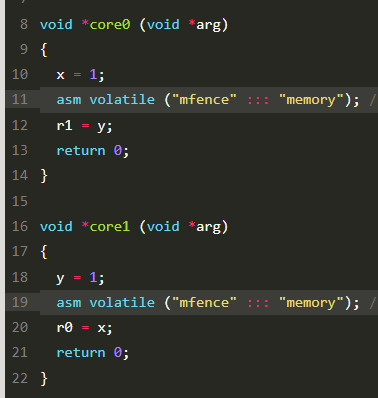 8 void *core0 (void *arg)
9 {
10 x = 1;
11 asm volatile ("mfence" ::: "memory"); /
12 r1 = y;
13 return 0;
14 }
15
16 void *core1 (void *arg)
17 {
18 y = 1;
19 asm volatile ("mfence" ::: "memory"); /
20 r0 = x;
21 return 0;
22 }